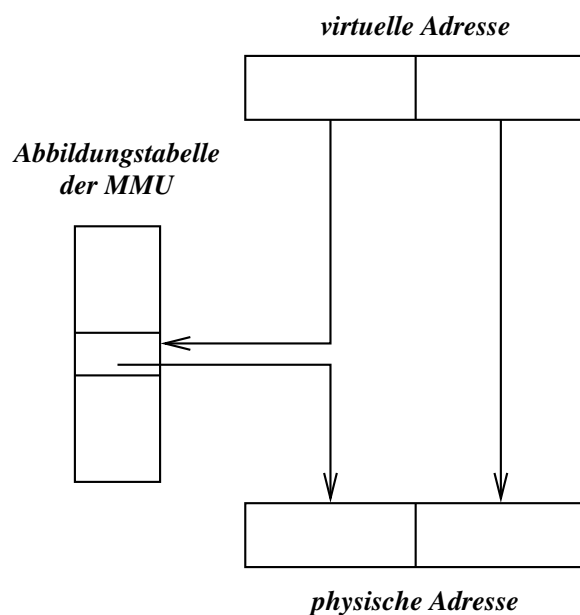 virtuelle Adresse
Abbildungstabelle
der MMU
physische Adresse